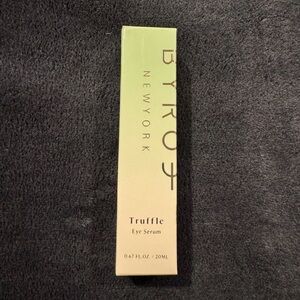 BYROE
NEWYORK
Truffle
Eye Serum
0.67 FL.OZ. / 20ML